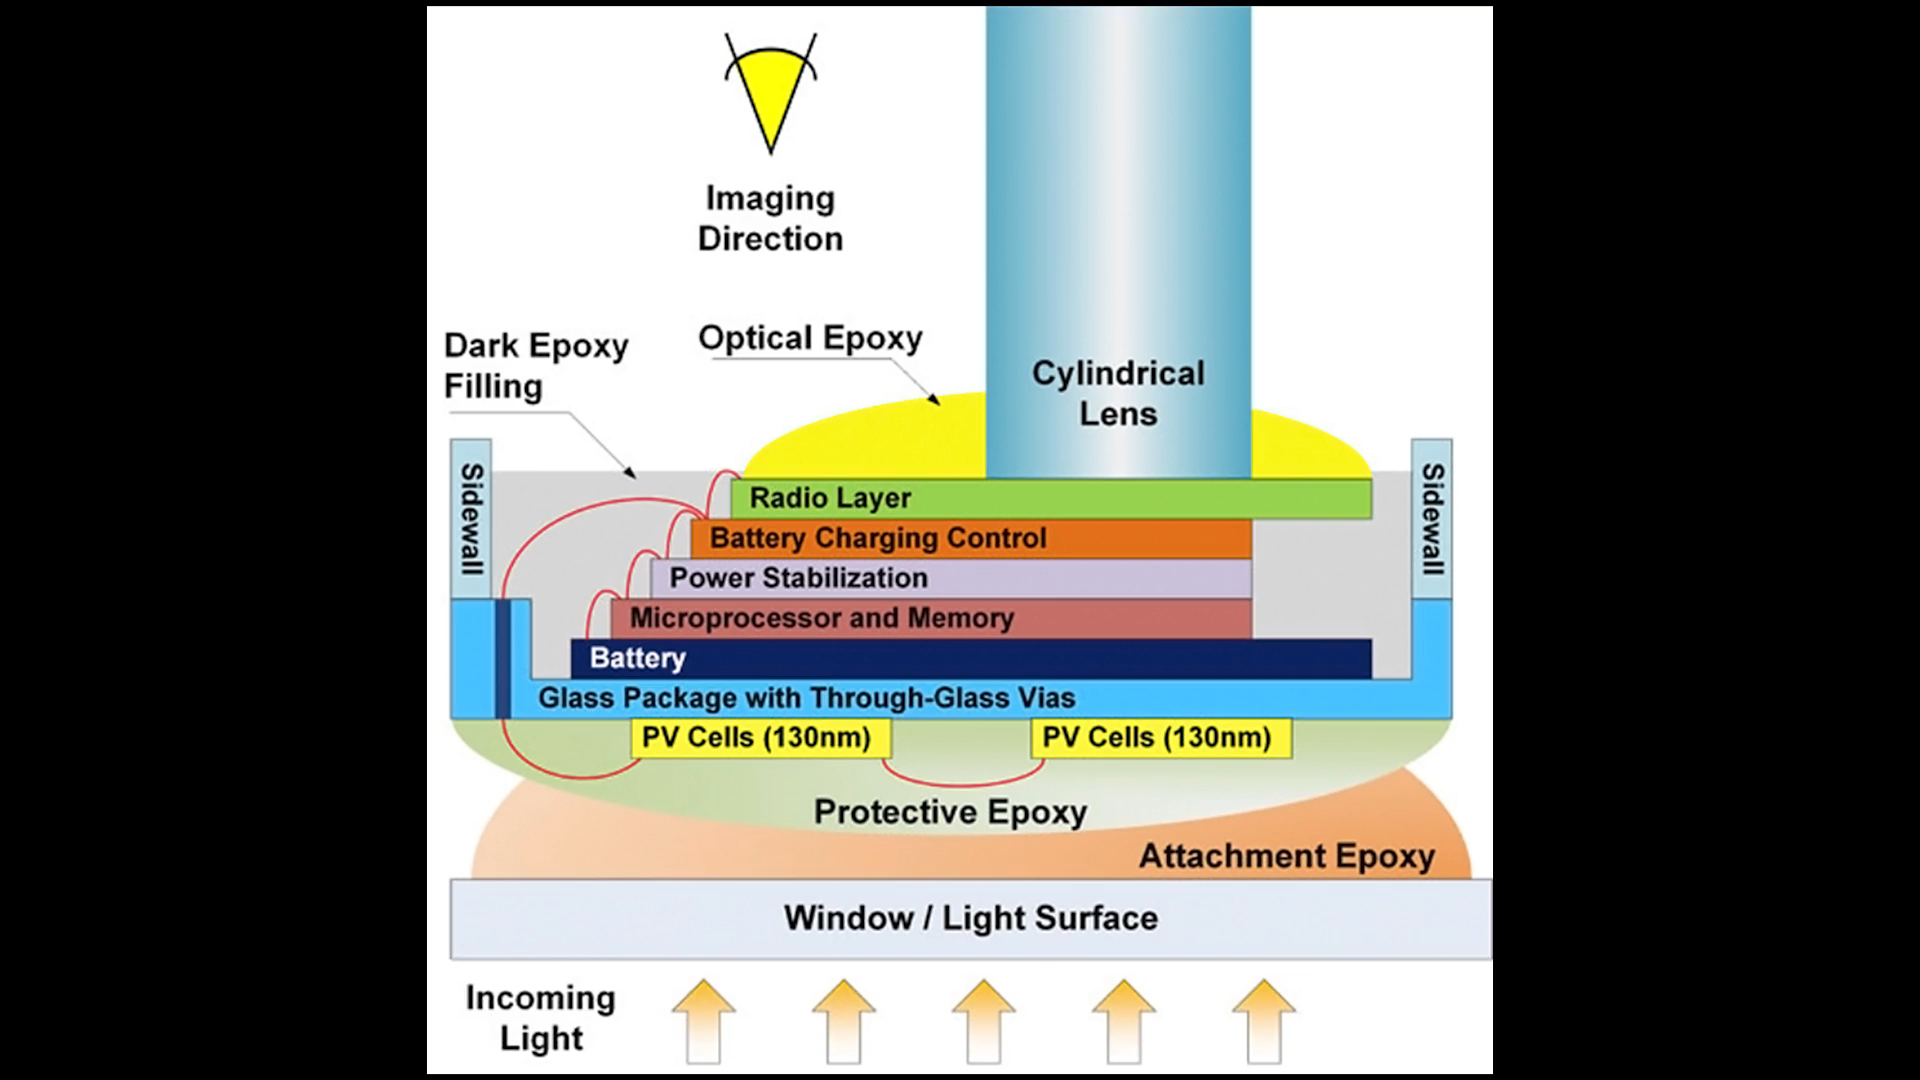 Imaging
Direction
Dark Epoxy
Filling
Optical Epoxy
Cylindrical
Lens
Sidewall
Sidewall
Radio Layer
Battery Charging Control
Power Stabilization
Microprocessor and Memory
Battery
Glass Package with Through-Glass Vias
PV Cells (130nm)
PV Cells (130nm)
Protective Epoxy
Attachment Epoxy
Window / Light Surface
Incoming
Light